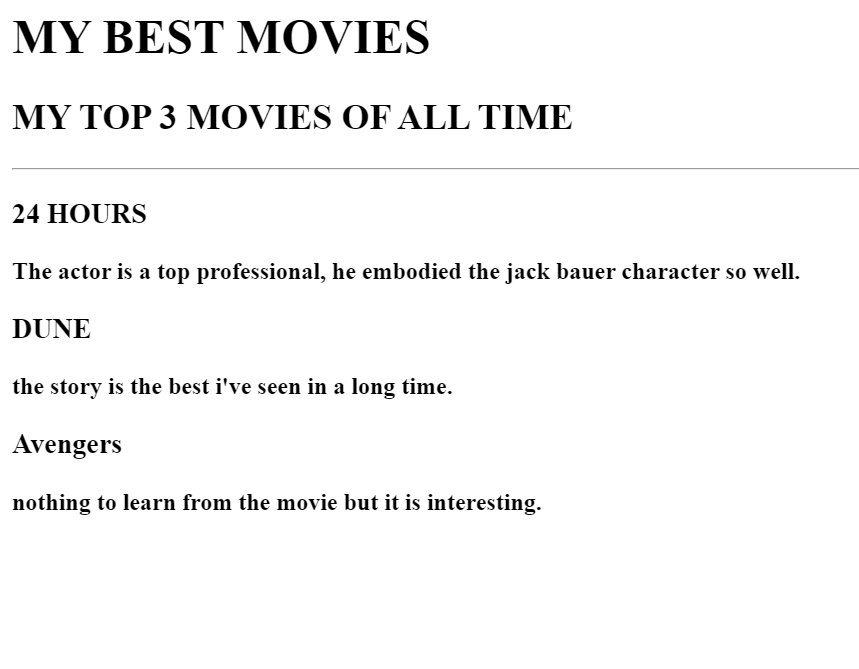 MY BEST MOVIES
MY TOP 3 MOVIES OF ALL TIME
24 HOURS
The actor is a top professional, he embodied the jack bauer character so well.
DUNE
the story is the best i've seen in a long time.
Avengers
nothing to learn from the movie but it is interesting.